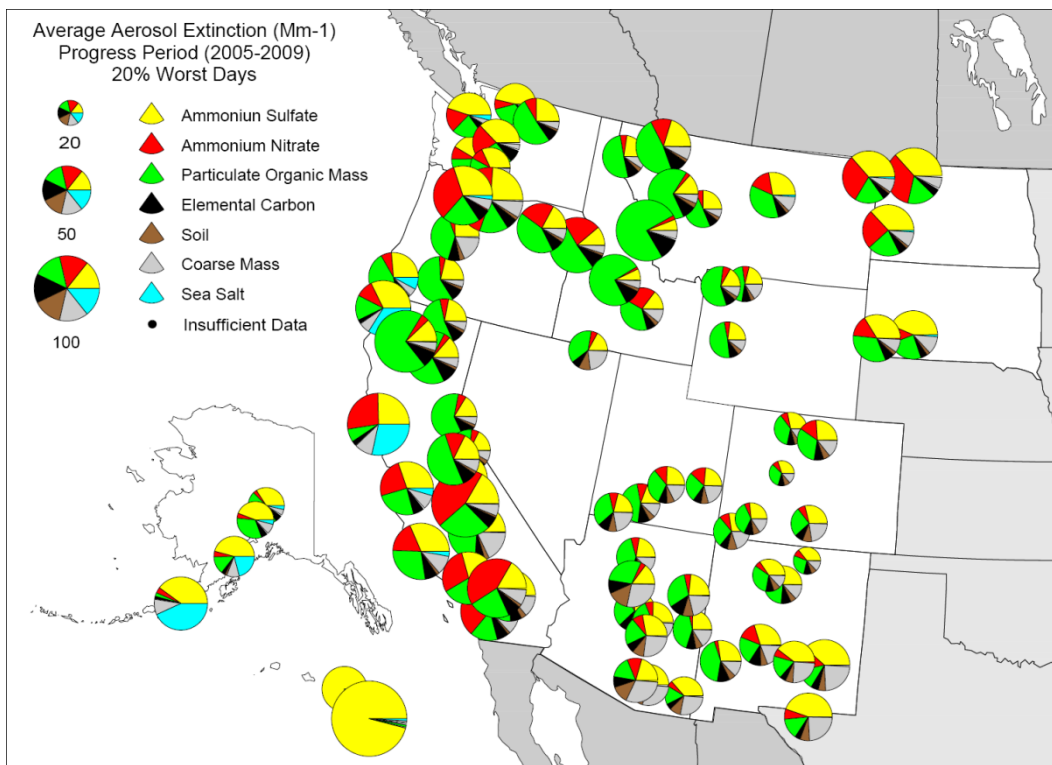 Average Aerosol Extinction (Mm-1)
Progress Period (2005-2009)
20% Worst Days
20
50
100
Ammoniun Sulfate
Ammonium Nitrate
Particulate Organic Mass
Elemental Carbon
Soil
Coarse Mass
Sea Salt
Insufficient Data